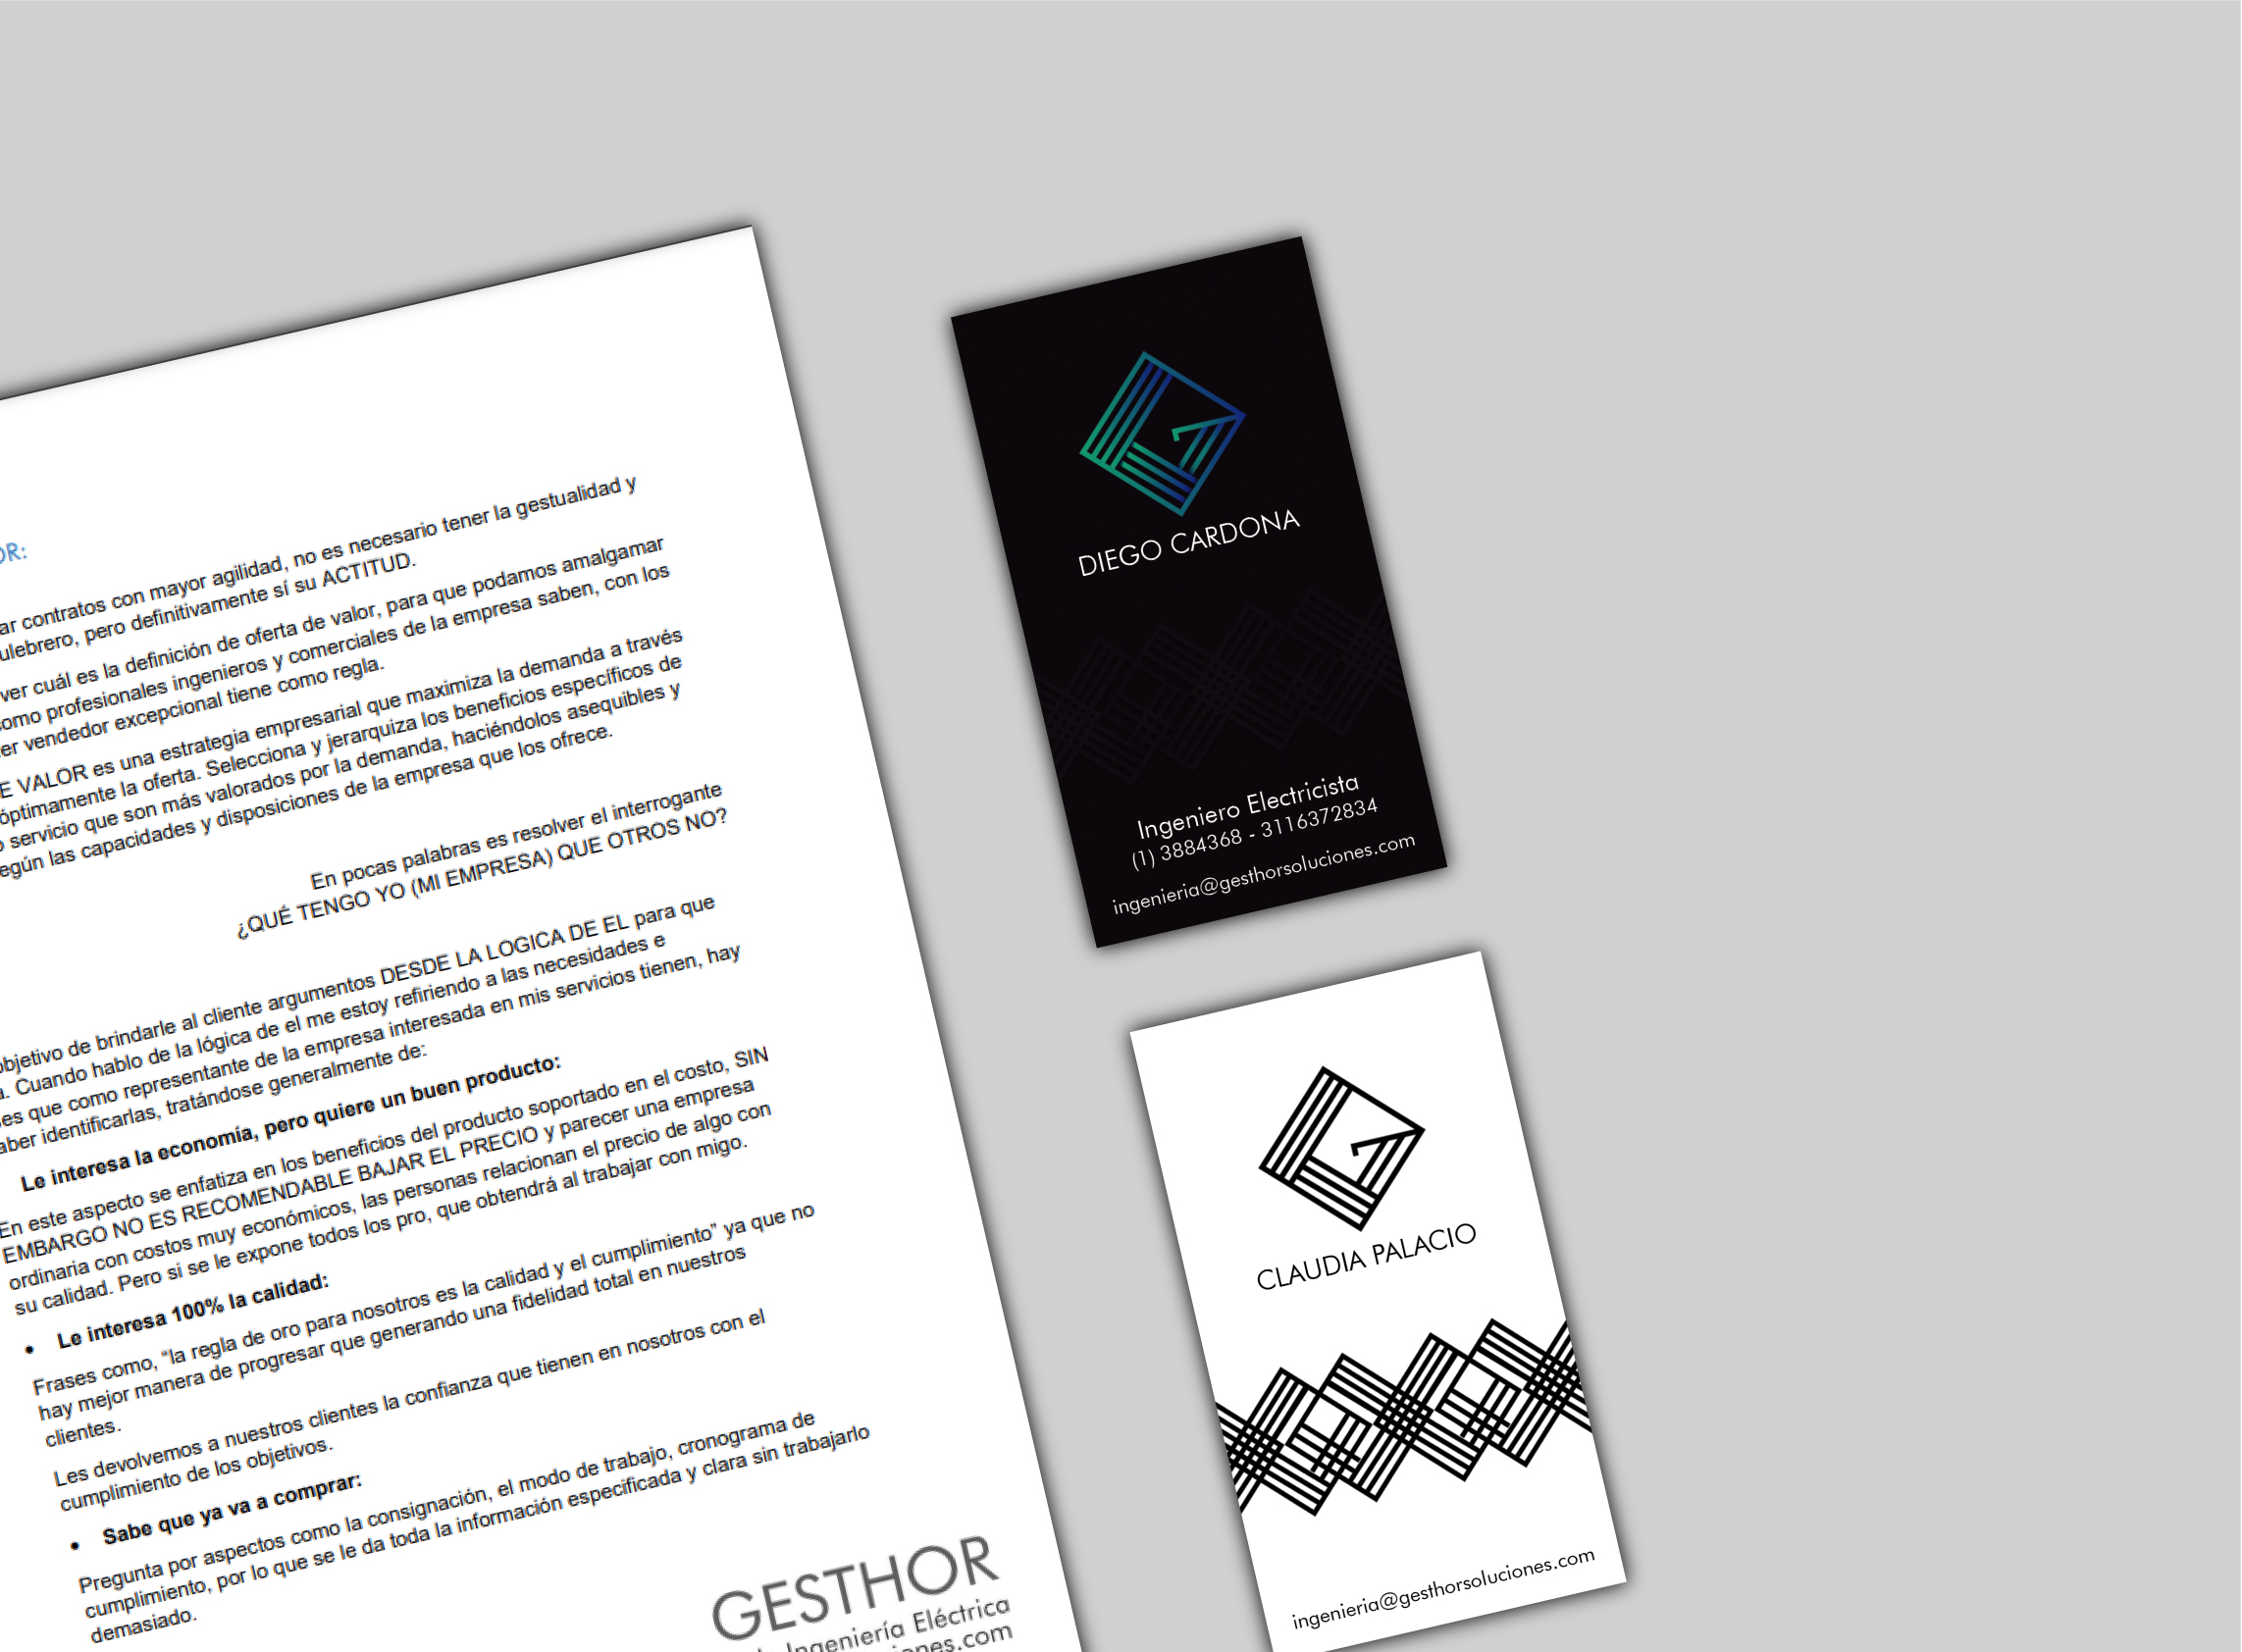 OR:
ar contratos con mayor agilidad, no es necesario tener la gestualidad y
ulebrero, pero definitivamente sí su ACTITUD.
ver cuál es la definición de oferta de valor, para que podamos amalgamar
omo profesionales ingenieros y comerciales de la empresa saben, con los
er vendedor excepcional tiene como regla.
E VALOR es una estrategia empresarial que maximiza la demanda a través
óptimamente la oferta. Selecciona y jerarquiza los beneficios específicos de
o servicio que son más valorados por la demanda, haciéndolos asequibles y
egún las capacidades y disposiciones de la empresa que los ofrece.
En pocas palabras es resolver el interrogante
¿QUÉ TENGO YO (MI EMPRESA) QUE OTROS NO?
objetivo de brindarle al cliente argumentos DESDE LA LOGICA DE EL para que
a. Cuando hablo de la lógica de el me estoy refiriendo a las necesidades e
es que como representante de la empresa interesada en mis servicios tienen, hay
aber identificarlas, tratándose generalmente de:
Le interesa la economía, pero quiere un buen producto:
En este aspecto se enfatiza en los beneficios del producto soportado en el costo, SIN
EMBARGO NO ES RECOMENDABLE BAJAR EL PRECIO y parecer una empresa
ordinaria con costos muy económicos, las personas relacionan el precio de algo con
su calidad. Pero si se le expone todos los pro, que obtendrá al trabajar con migo.
• Le interesa 100% la calidad:
Frases como, “la regla de oro para nosotros es la calidad y el cumplimiento” ya que no
hay mejor manera de progresar que generando una fidelidad total en nuestros
clientes.
Les devolvemos a nuestros clientes la confianza que tienen en nosotros con el
cumplimiento de los objetivos.
• Sabe que ya va a comprar:
Pregunta por aspectos como la consignación, el modo de trabajo, cronograma de
cumplimiento, por lo que se le da toda la información especificada y clara sin trabajarlo
demasiado.
GESTHOR
Ingeniería Eléctrica
ones.com
DIEGO CARDONA
Ingeniero Electricista
(1) 3884368 - 3116372834
ingenieria@gesthorsoluciones.com
CLAUDIA PALACIO
ingenieria@gesthorsoluciones.com